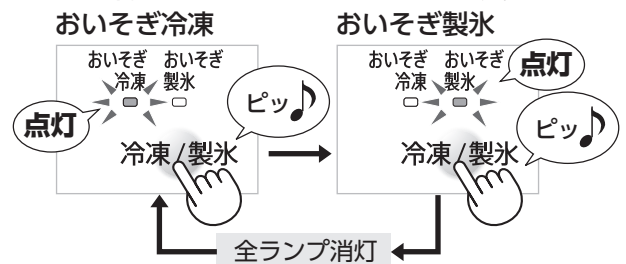 おいそぎ冷凍
おいそぎ おいそぎ
冷凍 製氷
点灯
ピッ♪
冷凍/製氷
おいそぎ製氷
おいそぎ おいそぎ
冷凍 製氷
点灯
ピッ♪
冷凍/製氷
全ランプ消灯